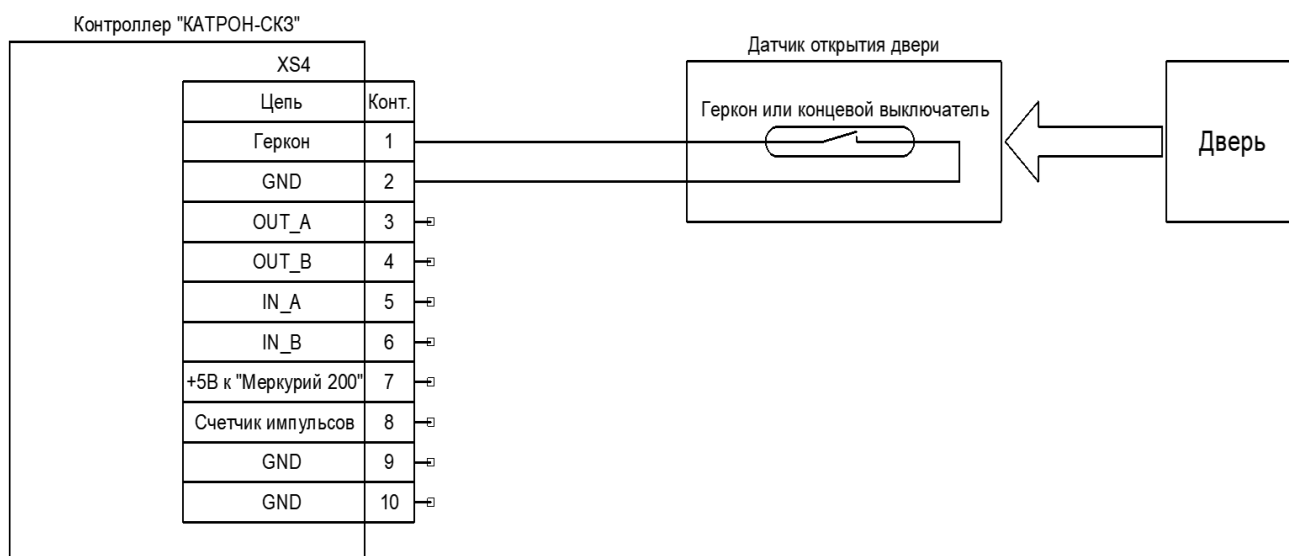 Контроллер "КАТРОН-СКЗ"
XS4
Цепь Конт.
Геркон 1
GND 2
OUT_A 3
OUT_B 4
IN_A 5
IN_B 6
+5В к "Меркурий 200" 7
Счетчик импульсов 8
GND 9
GND 10
Датчик открытия двери
Геркон или концевой выключатель
Дверь